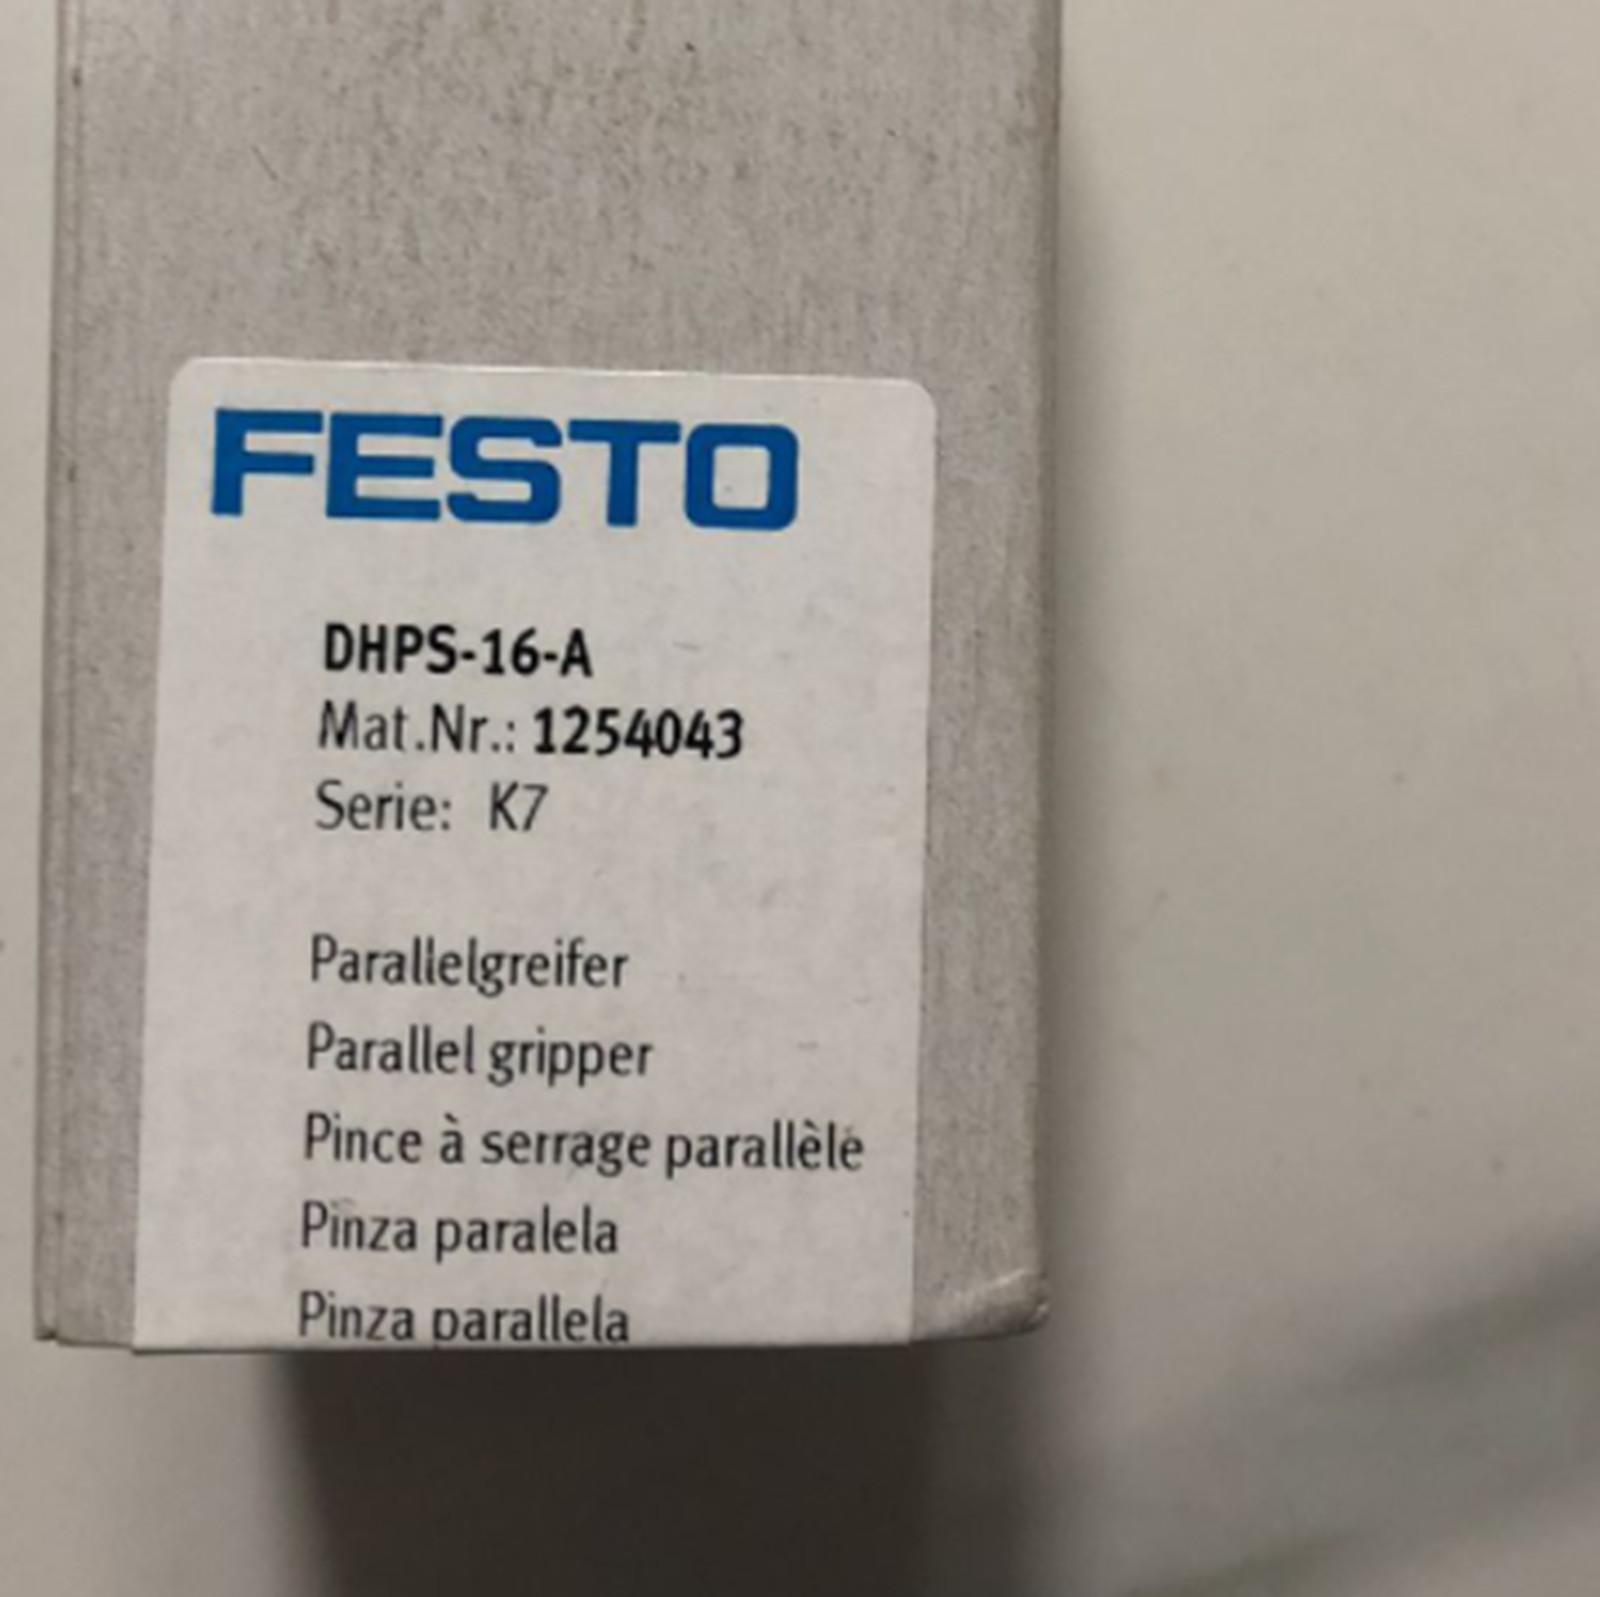 FESTO
DHPS-16-A
Mat.Nr.: 1254043
Serie: K7
Parallelgreifer
Parallel gripper
Pince à serrage parallèle
Pinza paralela
Pinza parallela